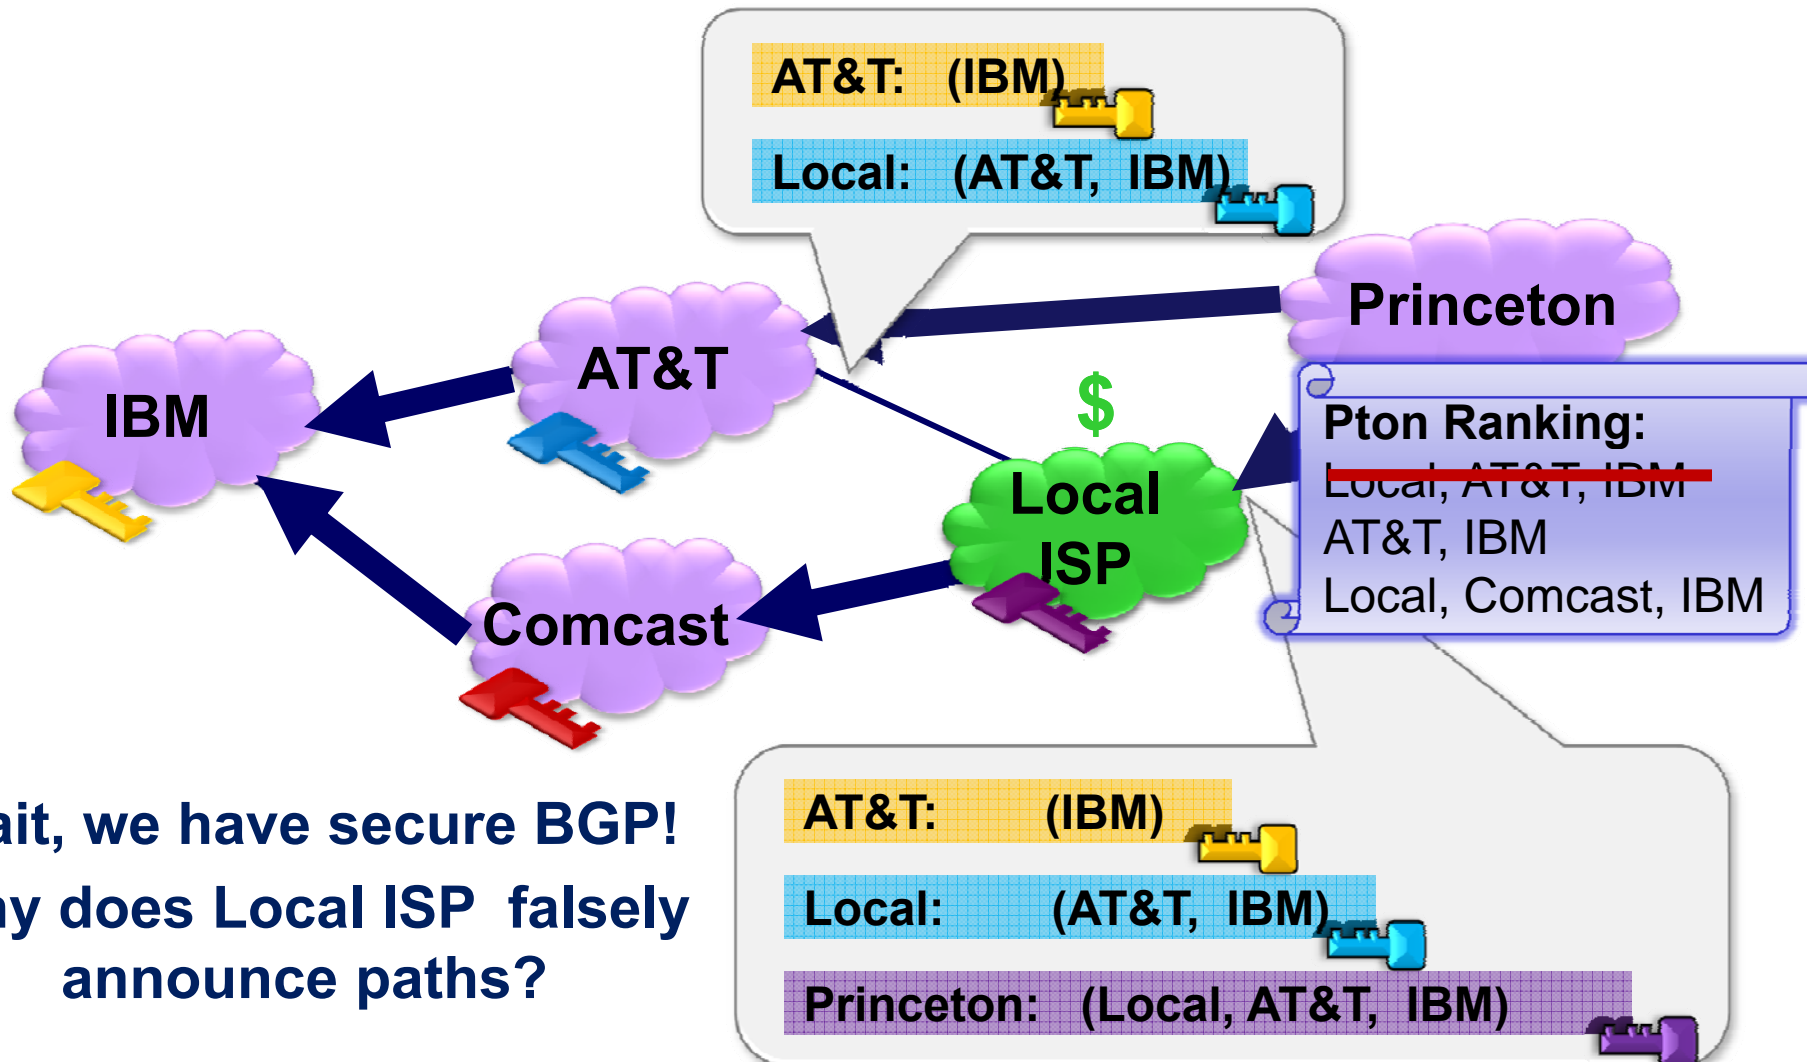 AT&T: (IBM)
Local: (AT&T, IBM)
Princeton
AT&T
IBM
$
Local
ISP
Comcast
Pton Ranking:
Local, AT&T, IBM
AT&T, IBM
Local, Comcast, IBM
ait, we have secure BGP!
y does Local ISP falsely
announce paths?
AT&T: (IBM)
Local: (AT&T, IBM)
Princeton: (Local, AT&T, IBM)